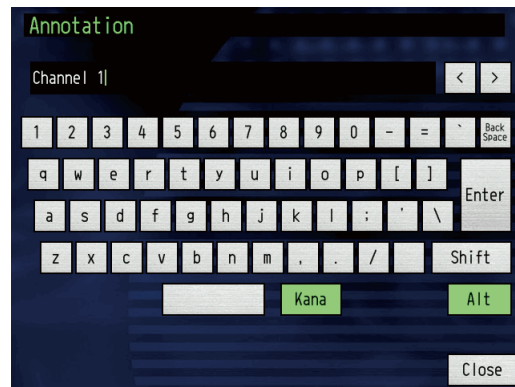 Annotation
Channel 1
< >
1 2 3 4 5 6 7 8 9 0 - = ` Back Space
q w e r t y u i o p [ ] Enter
a s d f g h j k l ; ' \
z x c v b n m , . / Shift
Kana Alt
Close